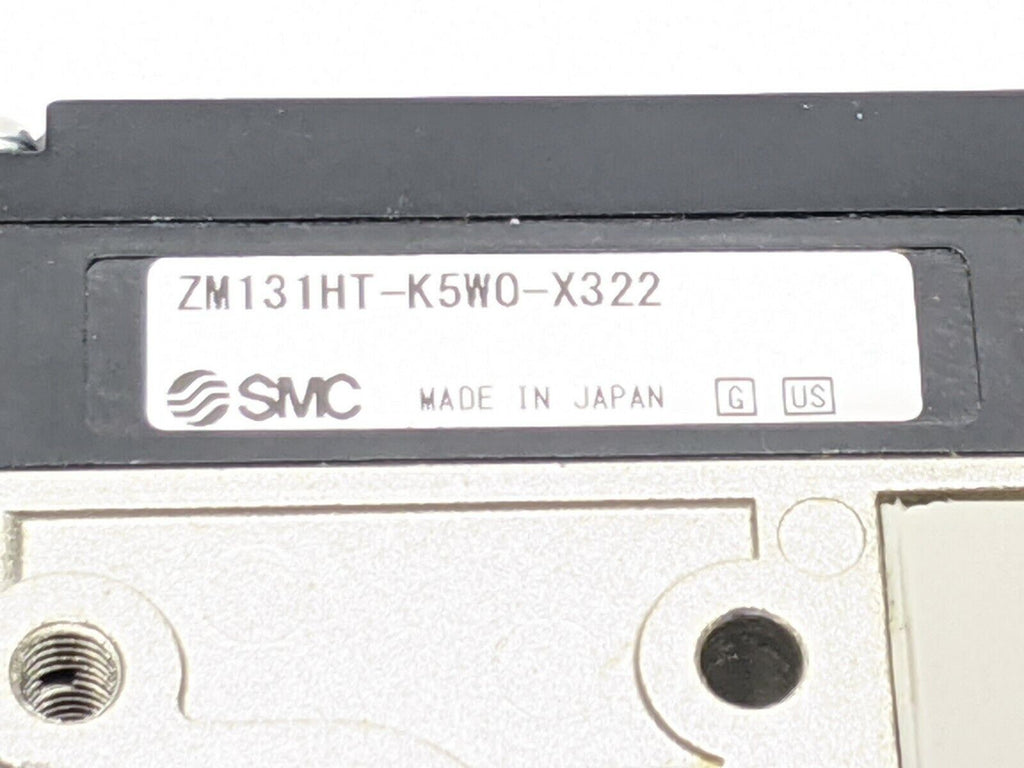 ZM131HT-K5W0-X322
SMC MADE IN JAPAN G US